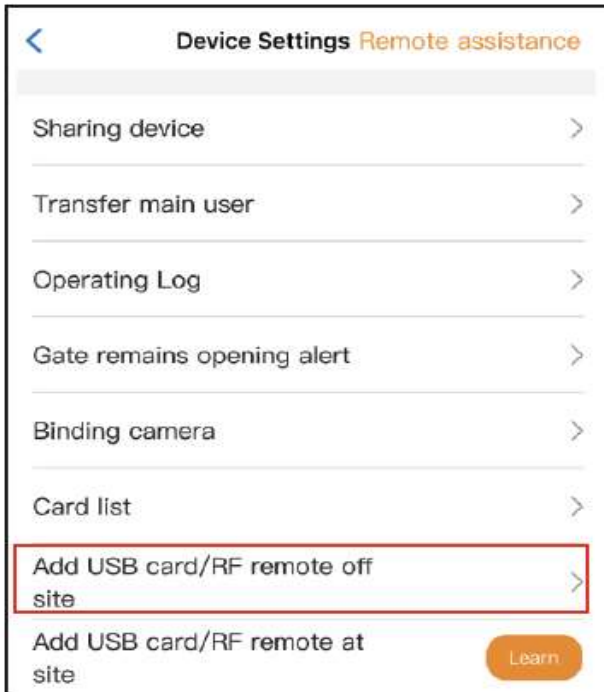 Device Settings Remote assistance
Sharing device
Transfer main user
Operating Log
Gate remains opening alert
Binding camera
Card list
Add USB card/RF remote off
site
Add USB card/RF remote at
site
Learn